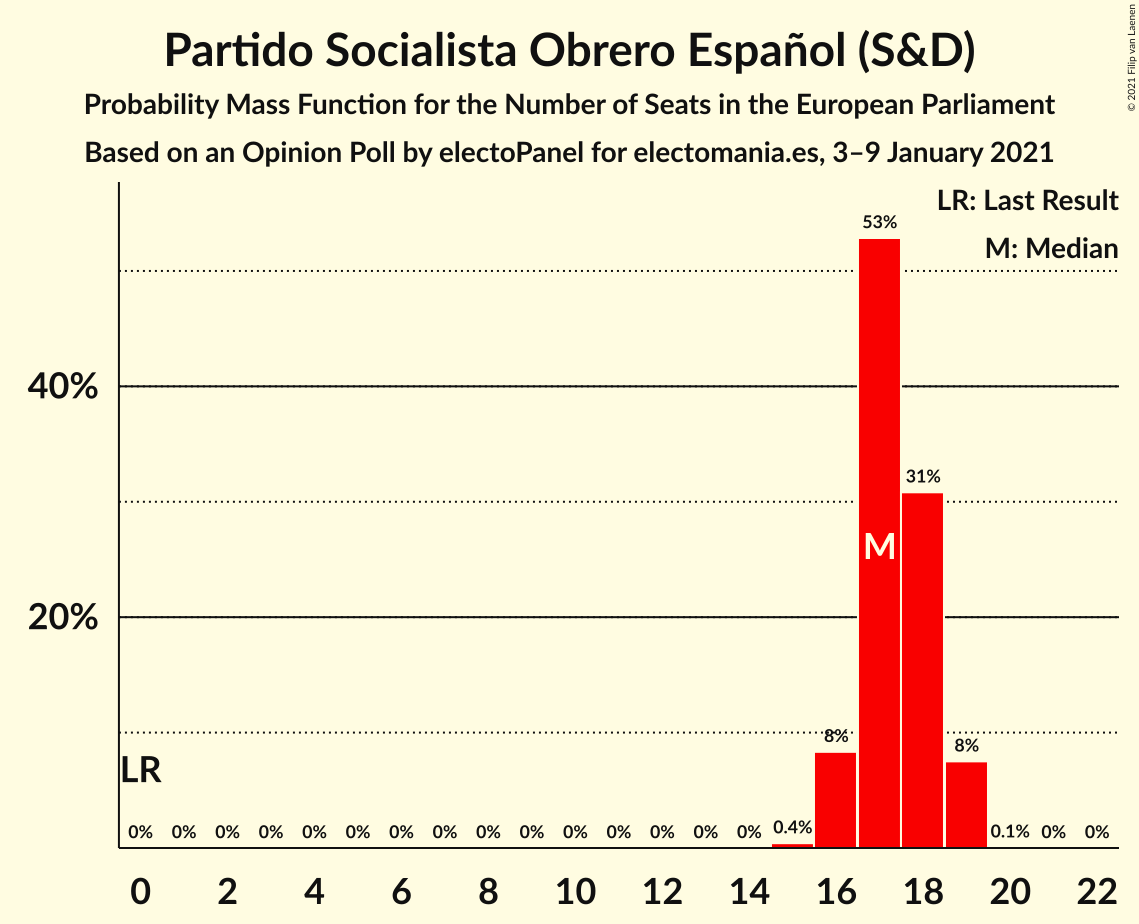 Partido Socialista Obrero Español (S&D)
Probability Mass Function for the Number of Seats in the European Parliament
Based on an Opinion Poll by electoPanel for electomania.es, 3–9 January 2021
© 2021 Filip van Laenen
LR: Last Result
M: Median
53%
40%
31%
M
20%
8%
8%
LR
0% 0% 0% 0% 0% 0% 0% 0% 0% 0% 0% 0% 0% 0% 0% 0.4% 0.1% 0% 0%
0 2 4 6 8 10 12 14 16 18 20 22